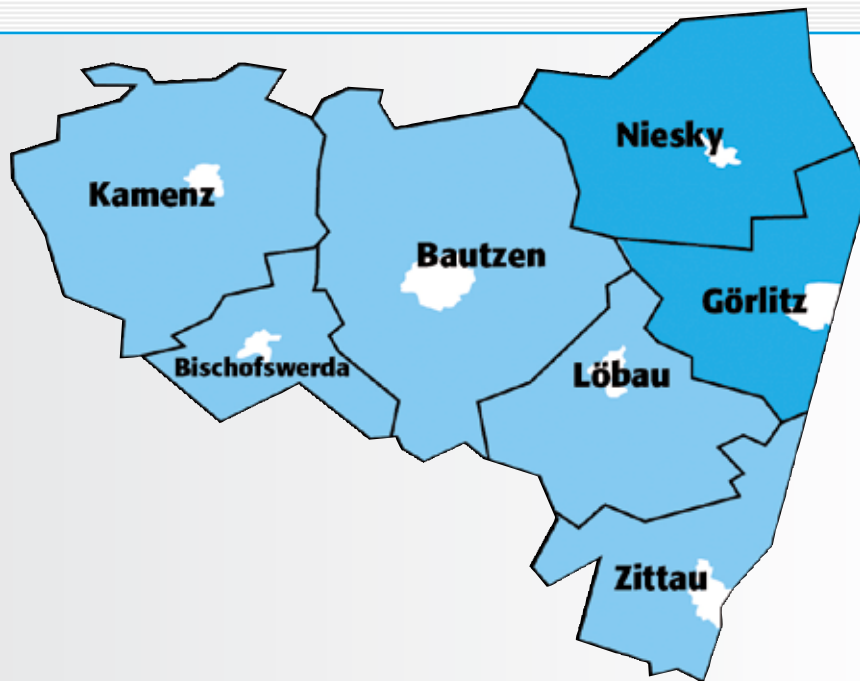 Niesky
Kamenz
Bautzen
Görlitz
Bischofswerda
Löbau
Zittau